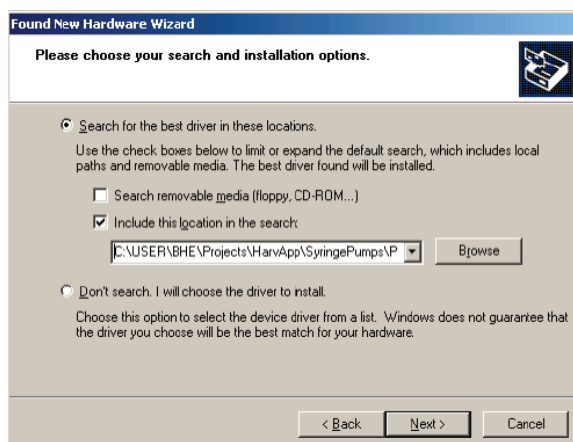 Found New Hardware Wizard
Please choose your search and installation options.
Search for the best driver in these locations.
Use the check boxes below to limit or expand the default search, which includes local
paths and removable media. The best driver found will be installed.
Search removable media (floppy, CD-ROM...)
Include this location in the search:
C:\USER\BHE\Projects\HarvApp\SyringePumps\P
Browse
Don't search. I will choose the driver to install.
Choose this option to select the device driver from a list. Windows does not guarantee that
the driver you choose will be the best match for your hardware.
< Back
Next >
Cancel